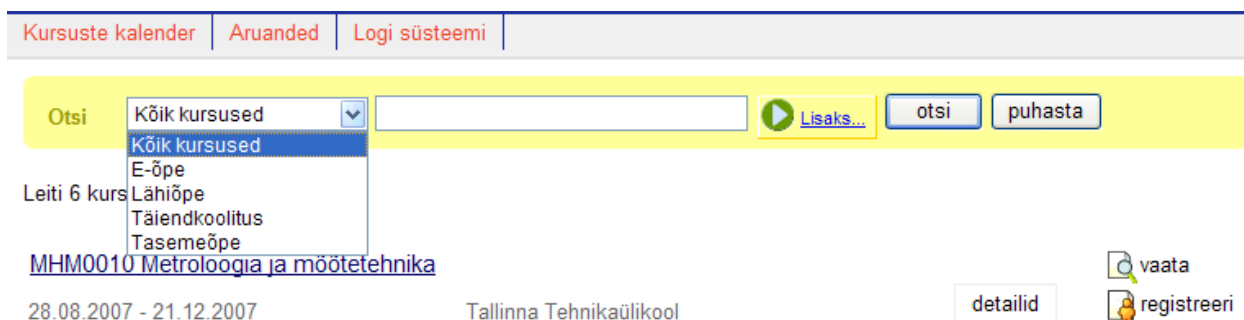 Kursuste kalender Aruanded Logi süsteemi
Otsi Kõik kursused Lisaks... otsi puhasta
Kõik kursused
E-õpe
Leiti 6 kurs Lähiõpe
Täiendkoolitus
Tasemeõpe
MHM0010 Metroloogia ja mõõtetehnika vaata
28.08.2007 - 21.12.2007 Tallinna Tehnikaülikool detailid registreeri